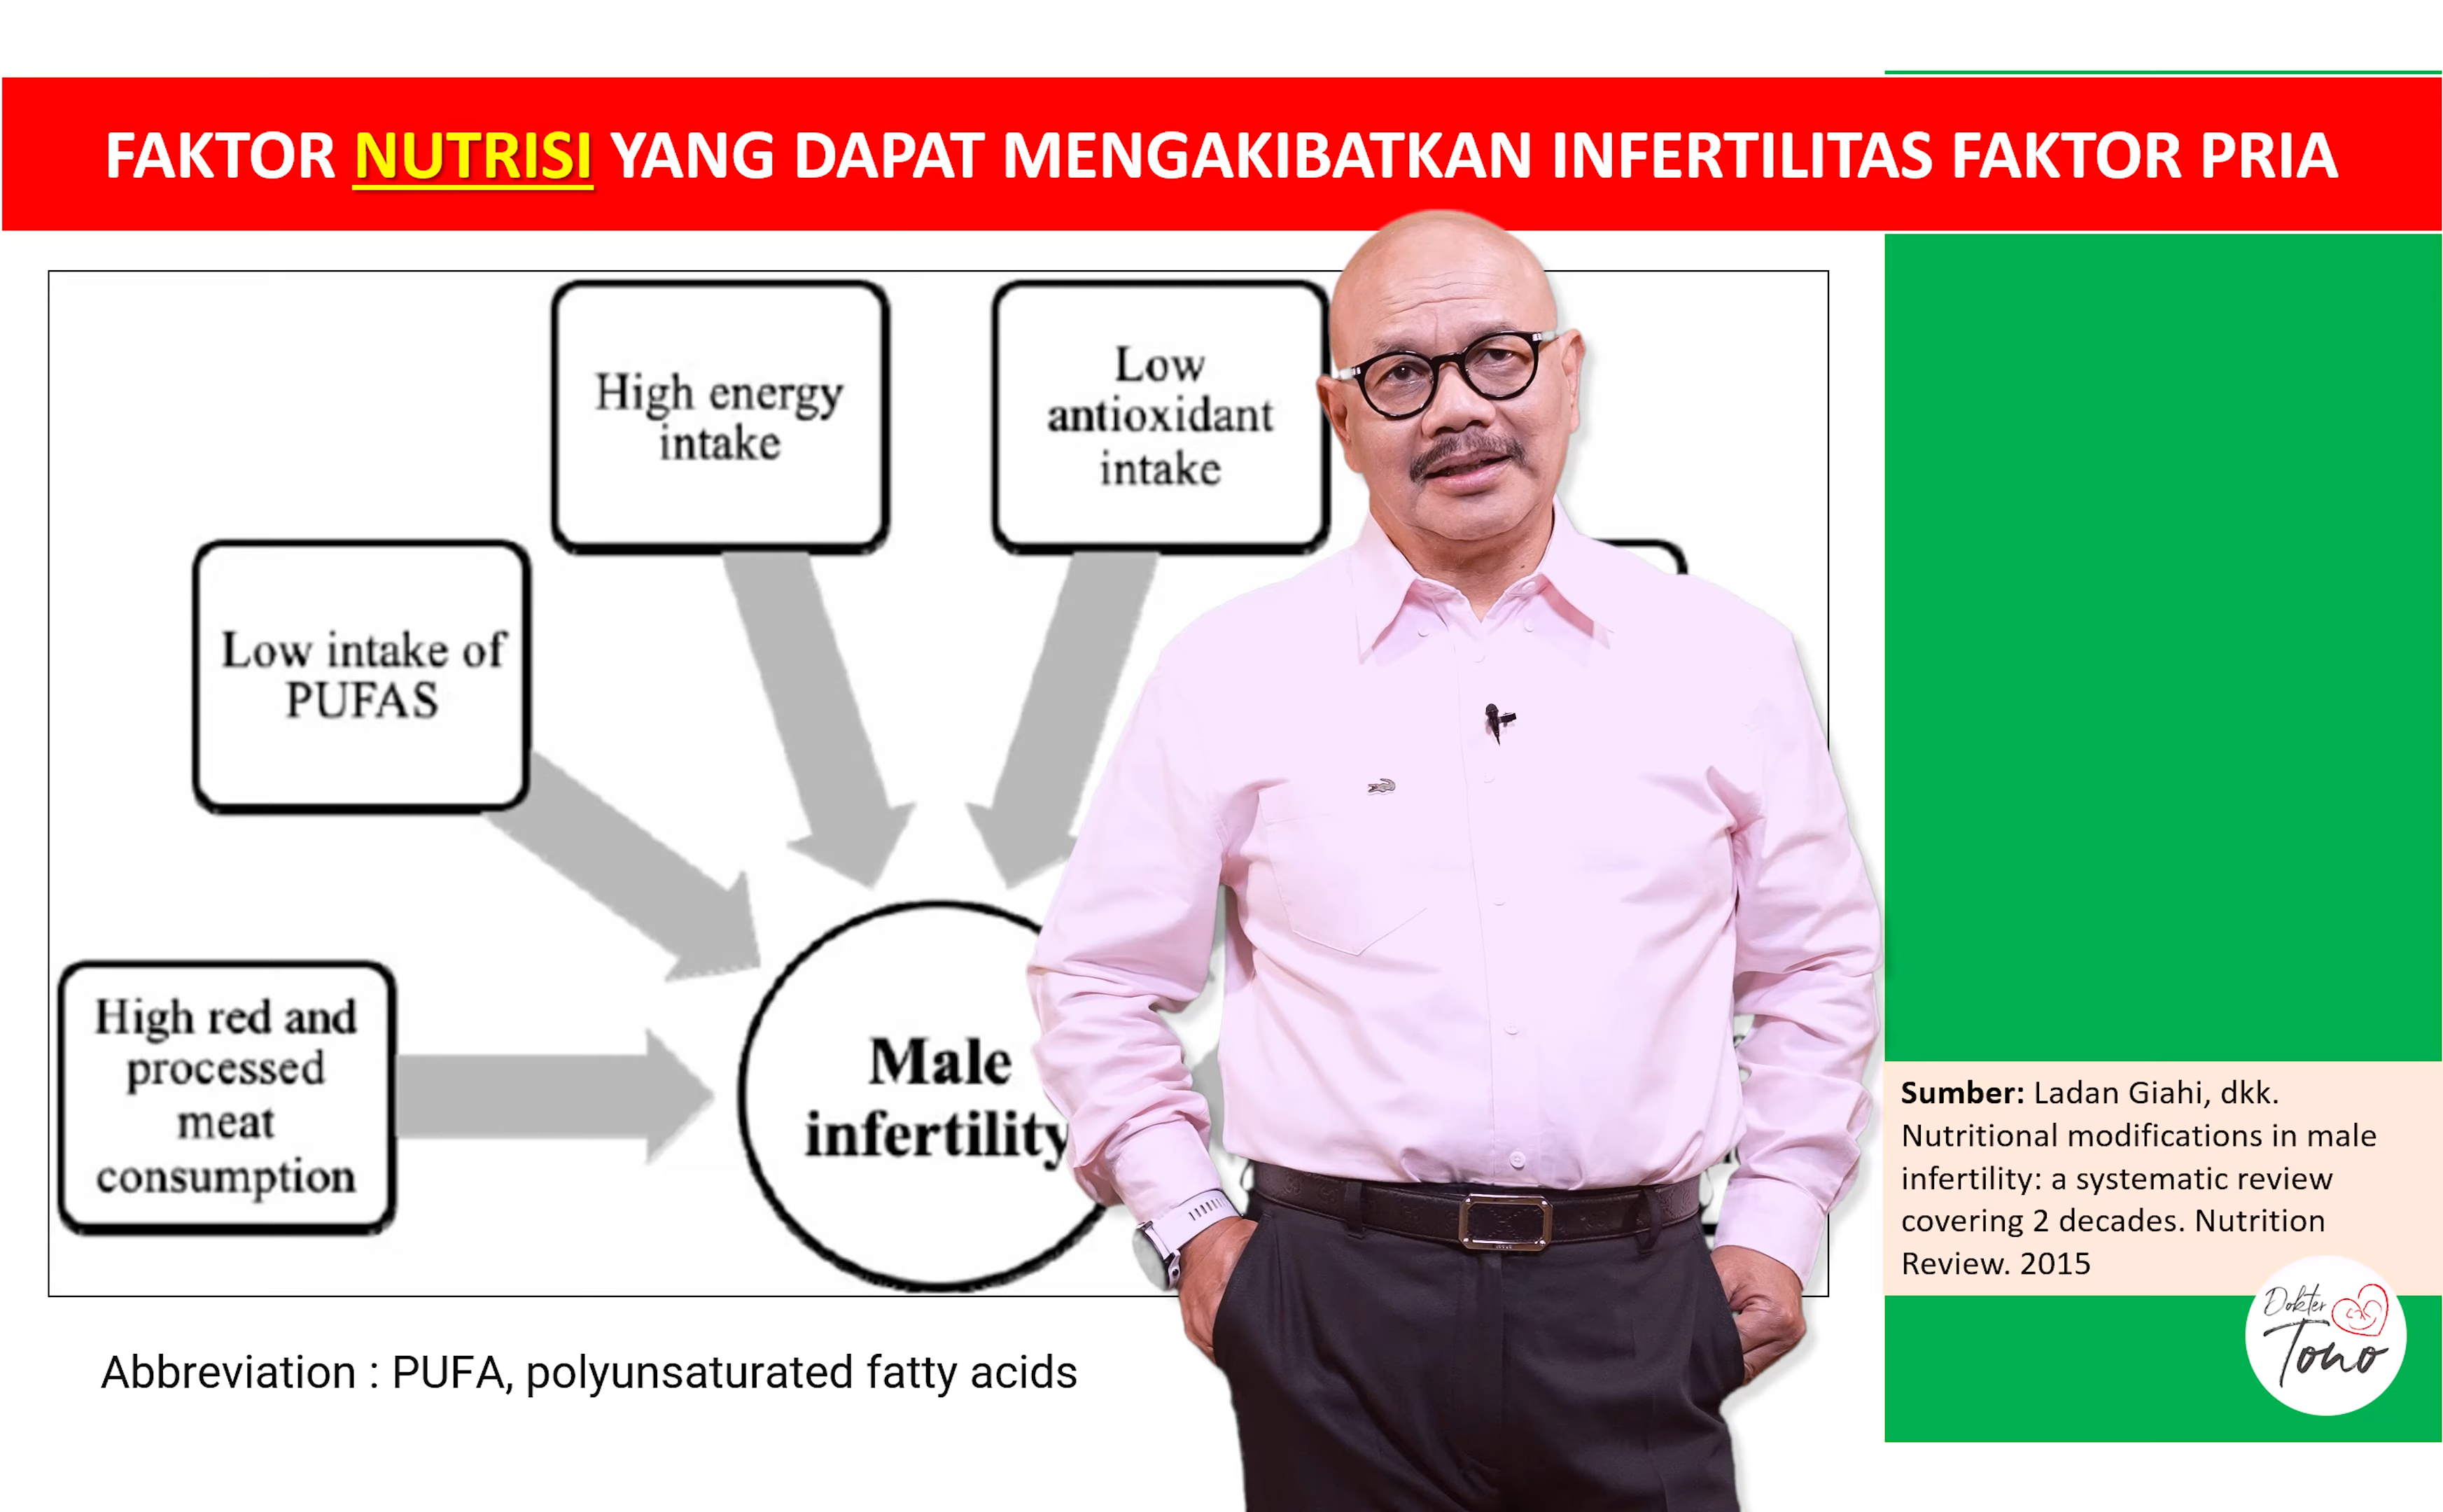 FAKTOR NUTRISI YANG DAPAT MENGAKIBATKAN INFERTILITAS FAKTOR PRIA
High energy
intake
Low
antioxidant
intake
Low intake of
PUFAS
High red and
processed
meat
consumption
Male
infertility
Abbreviation : PUFA, polyunsaturated fatty acids
Sumber: Ladan Giahi, dkk.
Nutritional modifications in male
infertility: a systematic review
covering 2 decades. Nutrition
Review. 2015
Dokter
Tono